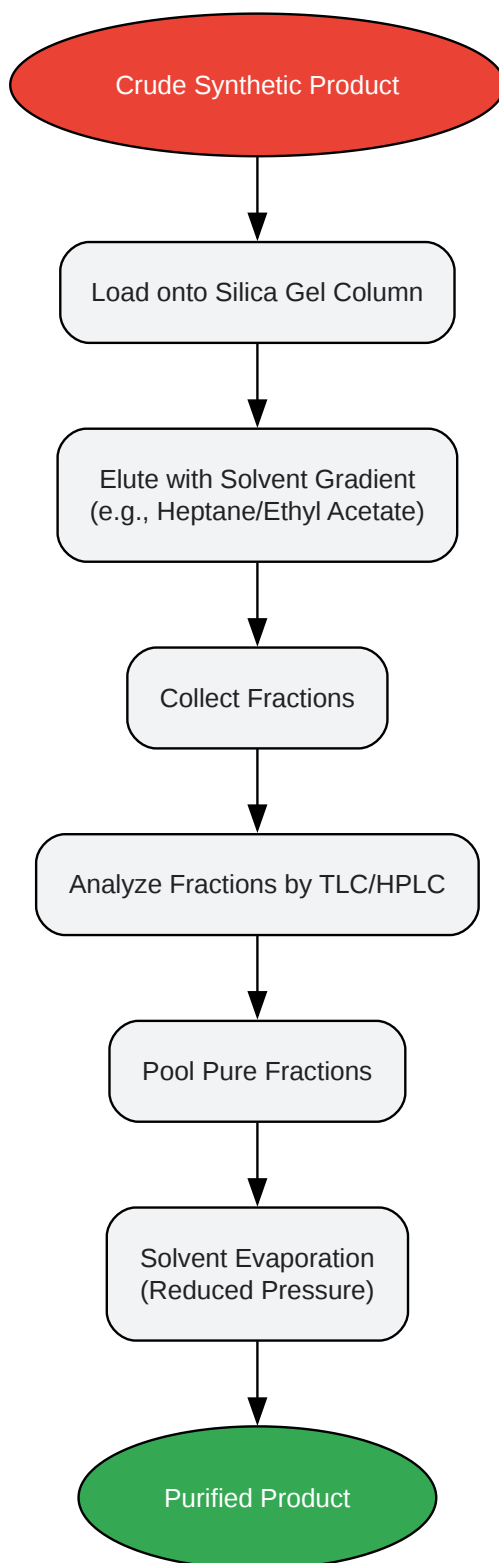 Crude Synthetic Product
Load onto Silica Gel Column
Elute with Solvent Gradient
(e.g., Heptane/Ethyl Acetate)
Collect Fractions
Analyze Fractions by TLC/HPLC
Pool Pure Fractions
Solvent Evaporation
(Reduced Pressure)
Purified Product